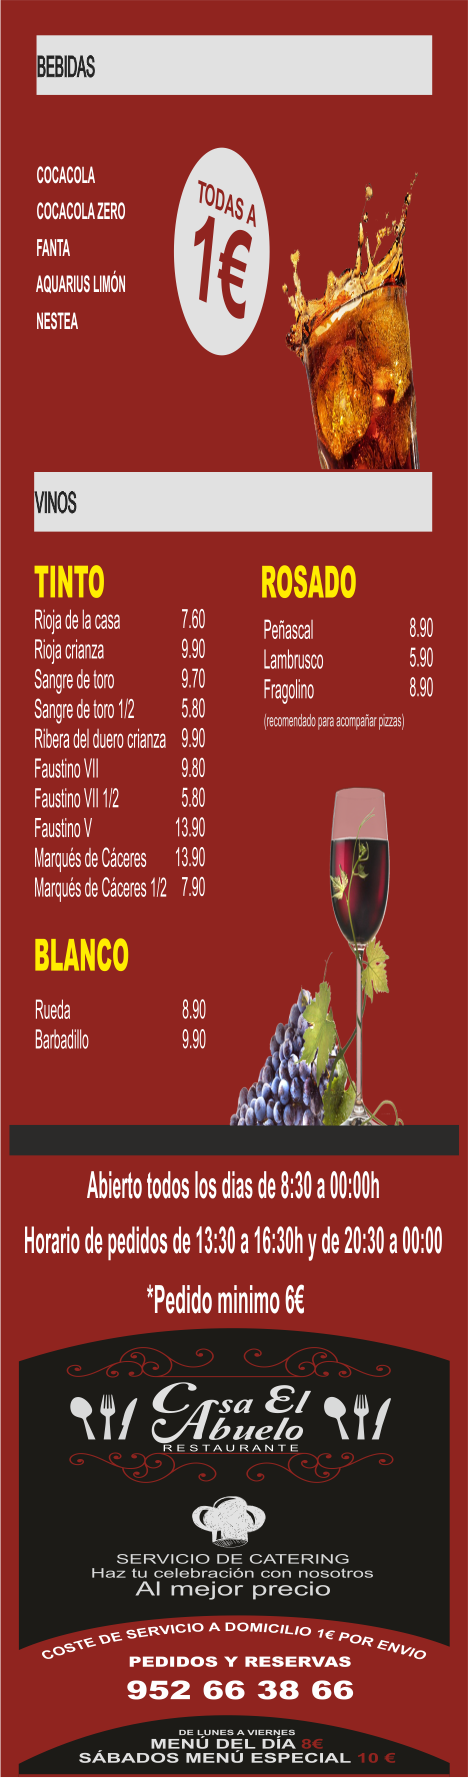 BEBIDAS
COCACOLA
COCACOLA ZERO
FANTA
AQUARIUS LIMÓN
NESTEA
TODAS A
1€
VINOS
TINTO
Rioja de la casa 7.60
Rioja crianza 9.90
Sangre de toro 9.70
Sangre de toro 1/2 5.80
Ribera del duero crianza 9.90
Faustino VII 9.80
Faustino VII 1/2 5.80
Faustino V 13.90
Marqués de Cáceres 13.90
Marqués de Cáceres 1/2 7.90
ROSADO
Peñascal 8.90
Lambrusco 5.90
Fragolino 8.90
(recomendado para acompañar pizzas)
BLANCO
Rueda 8.90
Barbadillo 9.90
Abierto todos los dias de 8:30 a 00:00h
Horario de pedidos de 13:30 a 16:30h y de 20:30 a 00:00
*Pedido minimo 6€
Casa El
Abuelo
RESTAURANTE
SERVICIO DE CATERING
Haz tu celebración con nosotros
Al mejor precio
COSTE DE SERVICIO A DOMICILIO 1€ POR ENVIO
PEDIDOS Y RESERVAS
952 66 38 66
DE LUNES A VIERNES
MENÚ DEL DÍA 8€
SÁBADOS MENÚ ESPECIAL 10 €